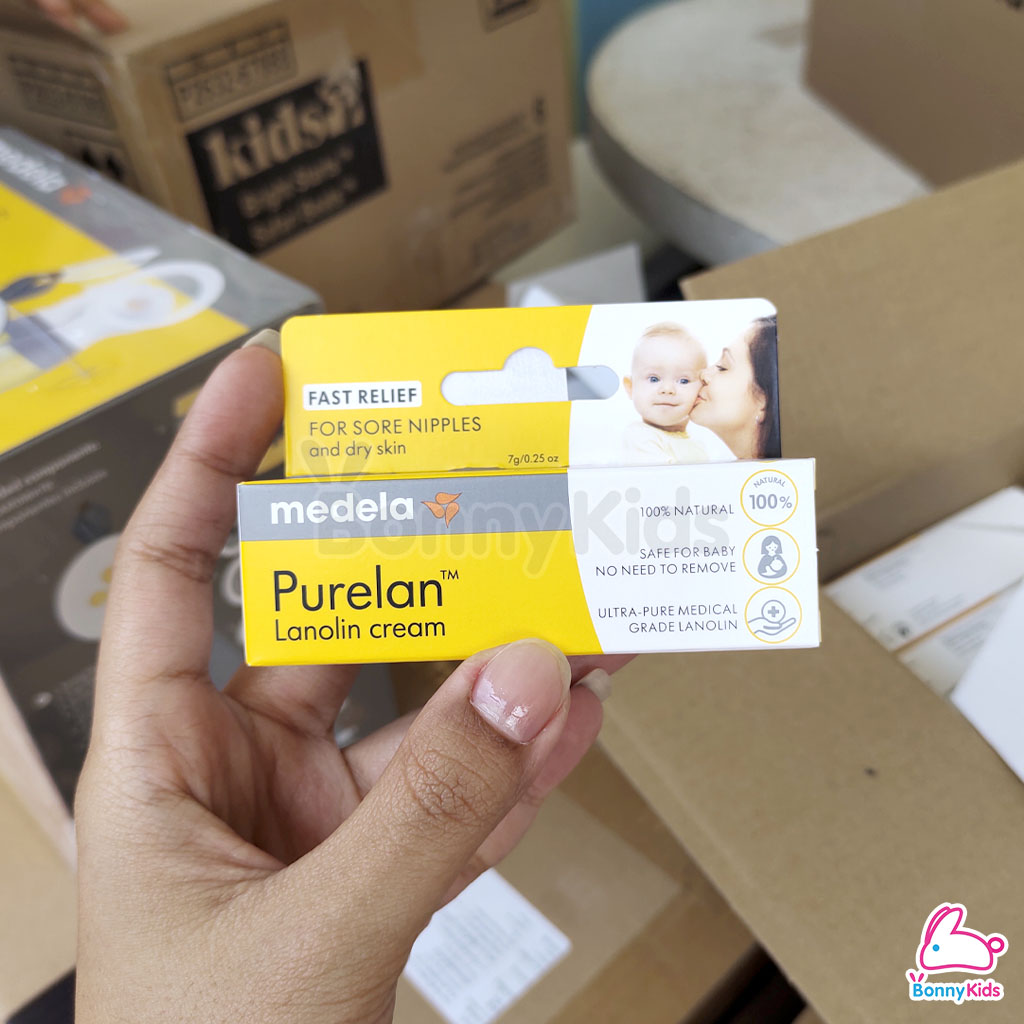 kids
medela
FAST RELIEF
FOR SORE NIPPLES
and dry skin
7g/0.25 oz
medela
Purelan™
Lanolin cream
100% NATURAL
NATURAL
100%
SAFE FOR BABY
NO NEED TO REMOVE
ULTRA-PURE MEDICAL
GRADE LANOLIN
BonnyKids
BonnyKids